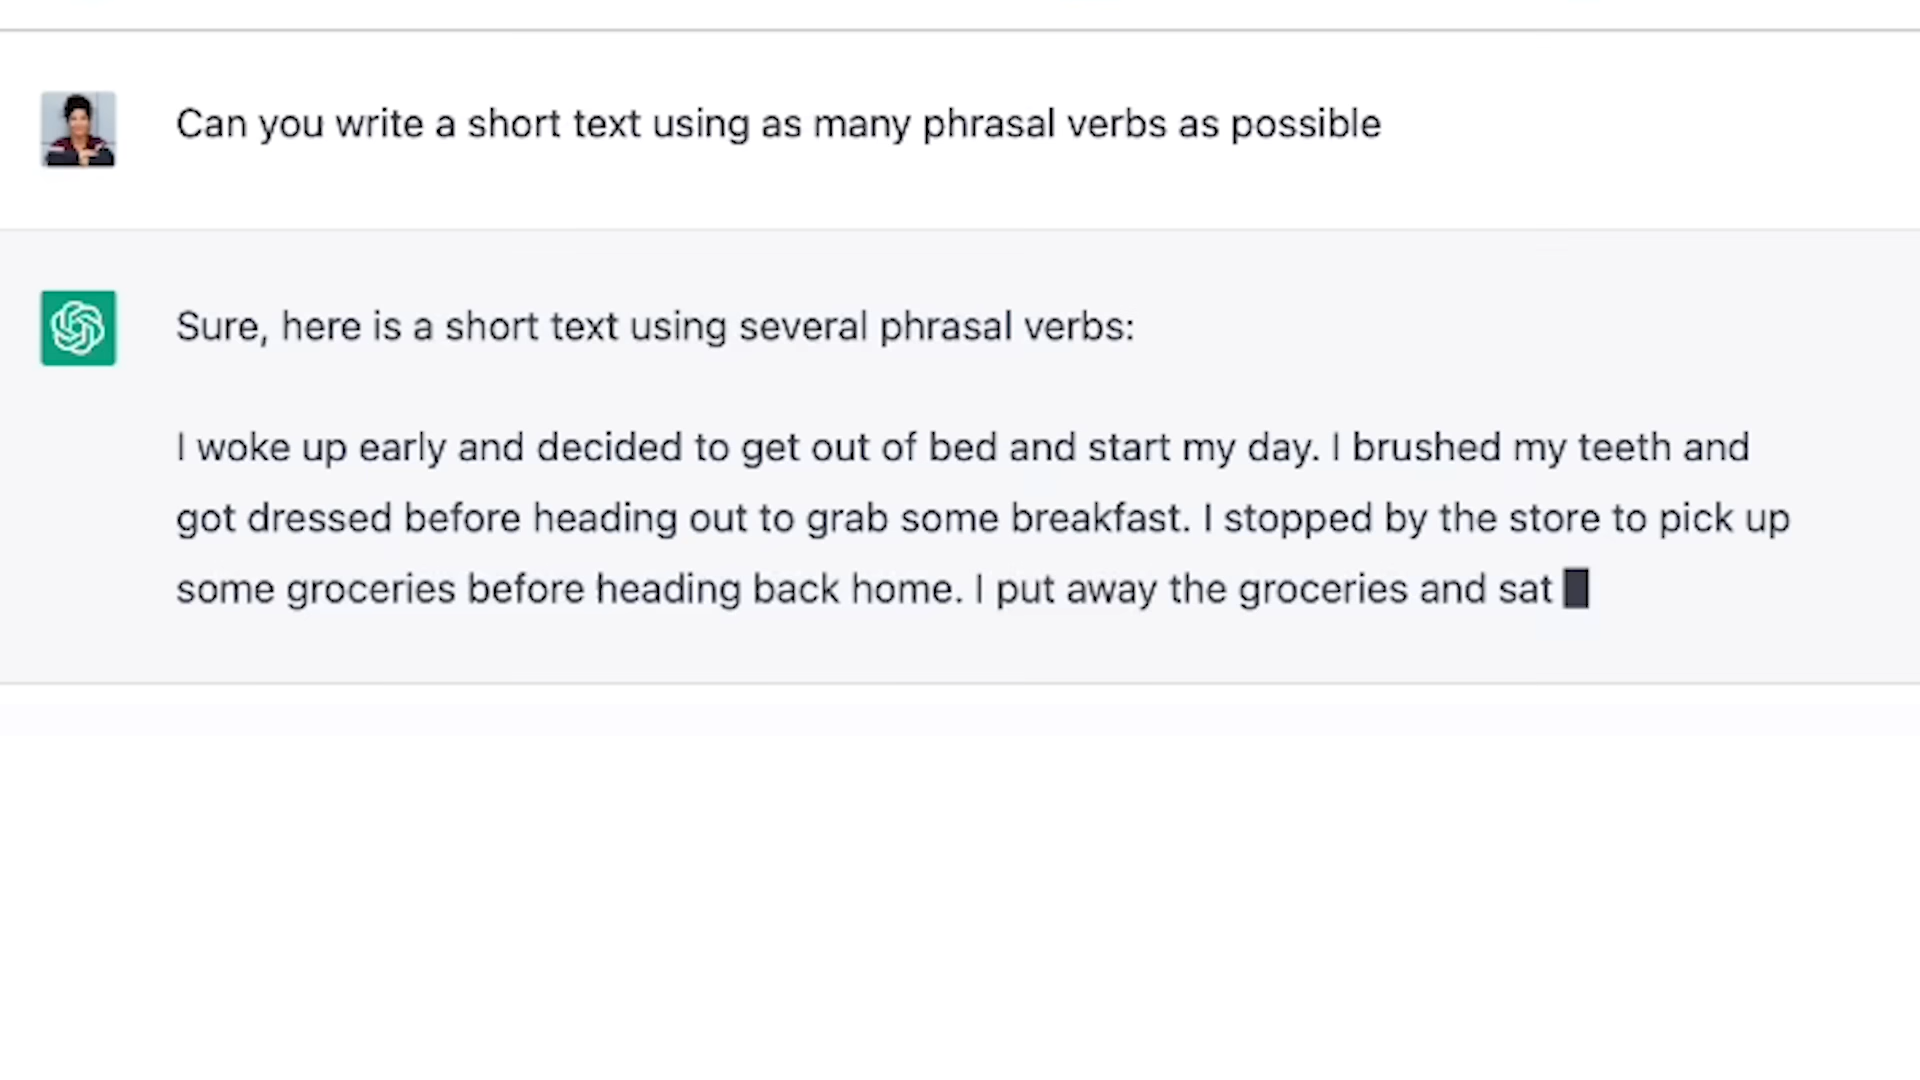 Can you write a short text using as many phrasal verbs as possible
Sure, here is a short text using several phrasal verbs:
I woke up early and decided to get out of bed and start my day. I brushed my teeth and
got dressed before heading out to grab some breakfast. I stopped by the store to pick up
some groceries before heading back home. I put away the groceries and sat